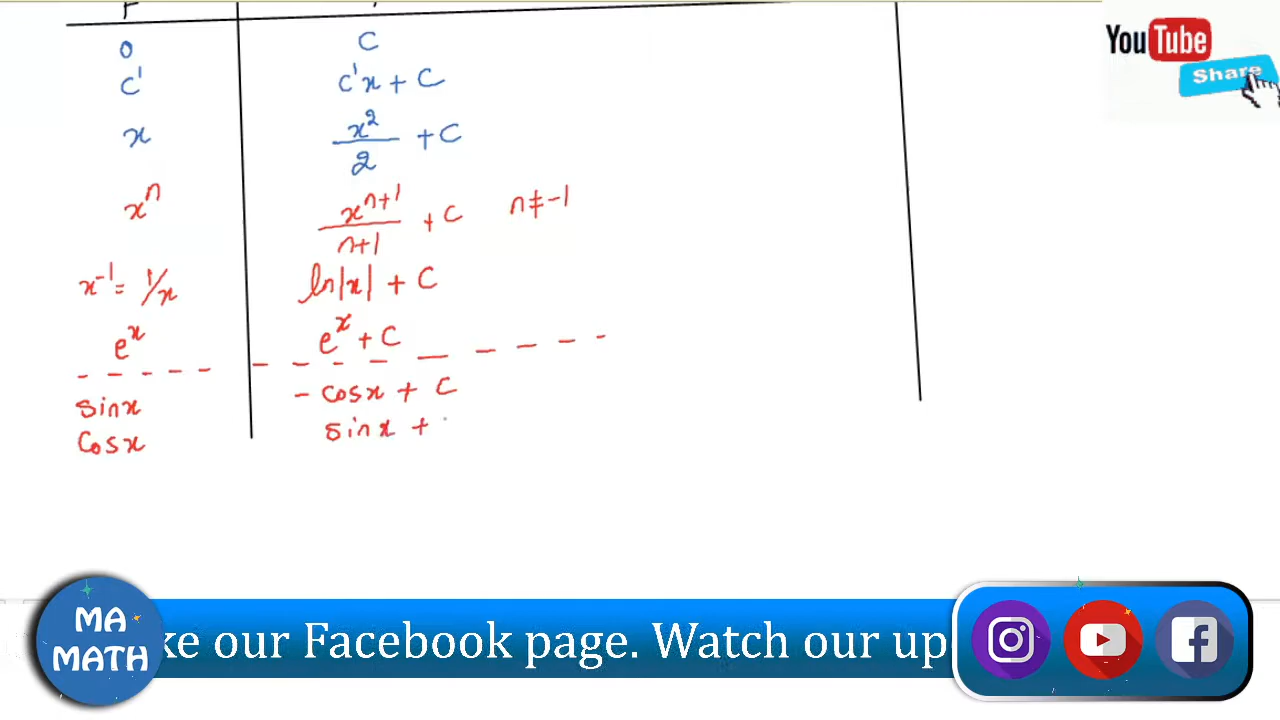 0 C
C' C'x + C
x x²/2 + C
xⁿ xⁿ⁺¹/n+1 + C n≠-1
x⁻¹ = 1/x ln|x| + C
eˣ eˣ + C
sinx - cosx + C
Cosx sinx +
YouTube
Share
MA
MATH
ke our Facebook page. Watch our up